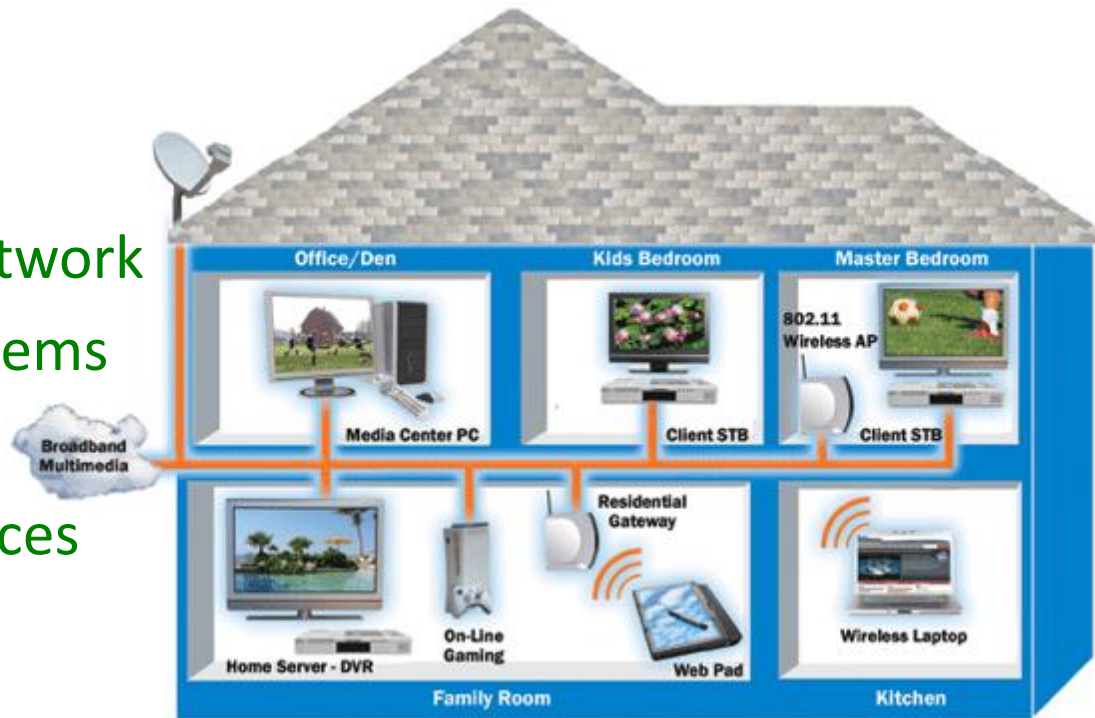 twork
ems
ces
Office/Den
Kids Bedroom
Master Bedroom
802.11
Wireless AP
Media Center PC
Client STB
Client STB
Broadband
Multimedia
Residential
Gateway
On-Line
Gaming
Home Server - DVR
Web Pad
Wireless Laptop
Family Room
Kitchen